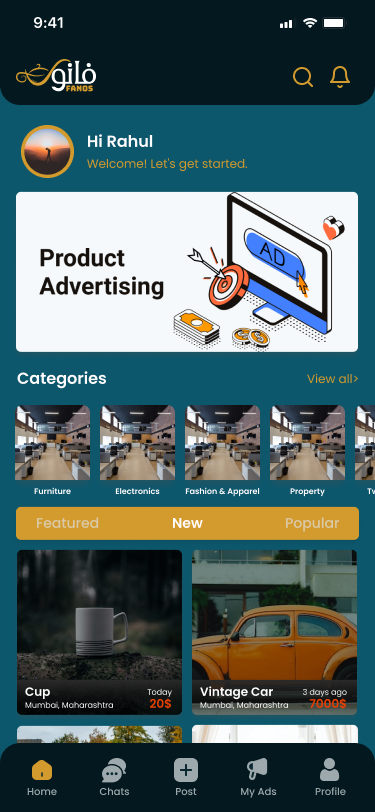 9:41
فانو
FANOS
Hi Rahul
Welcome! Let's get started.
Product
Advertising
AD
Categories
View all>
Furniture
Electronics
Fashion & Apparel
Property
Featured
New
Popular
Cup
Today
Mumbai, Maharashtra
20$
Vintage Car
3 days ago
Mumbai, Maharashtra
7000$
Home
Chats
Post
My Ads
Profile